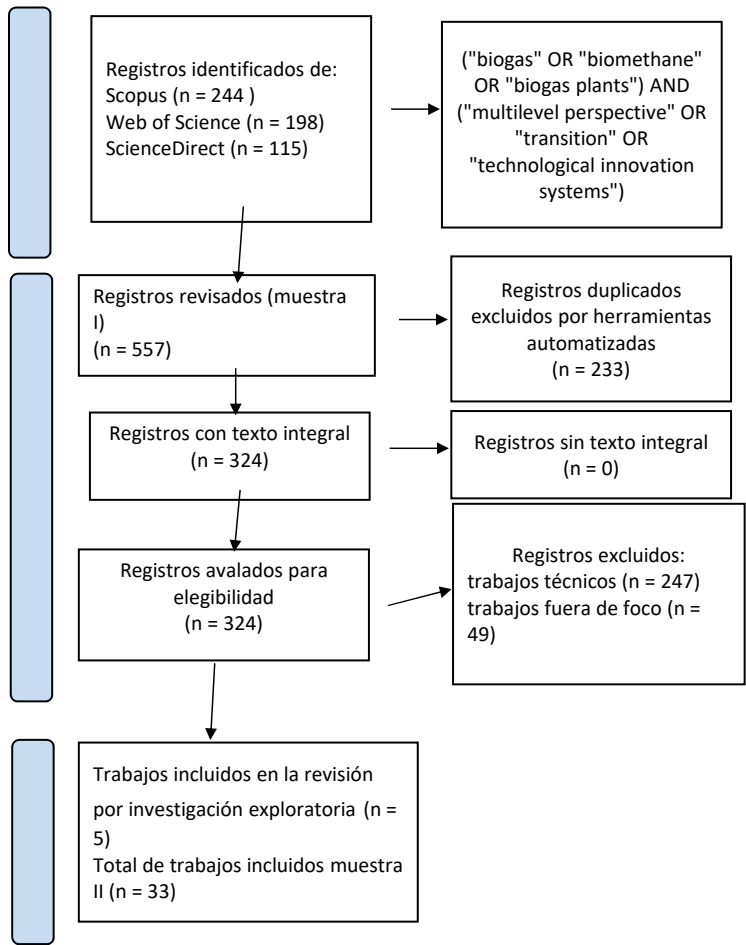 Registros identificados de:
Scopus (n = 244 )
Web of Science (n = 198)
ScienceDirect (n = 115)
("biogas" OR "biomethane"
OR "biogas plants") AND
("multilevel perspective" OR
"transition" OR
"technological innovation
systems")
Registros revisados (muestra
I)
(n = 557)
Registros duplicados
excluidos por herramientas
automatizadas
(n = 233)
Registros con texto integral
(n = 324)
Registros sin texto integral
(n = 0)
Registros avalados para
elegibilidad
(n = 324)
Registros excluidos:
trabajos técnicos (n = 247)
trabajos fuera de foco (n =
49)
Trabajos incluidos en la revisión
por investigación exploratoria (n =
5)
Total de trabajos incluidos muestra
II (n = 33)